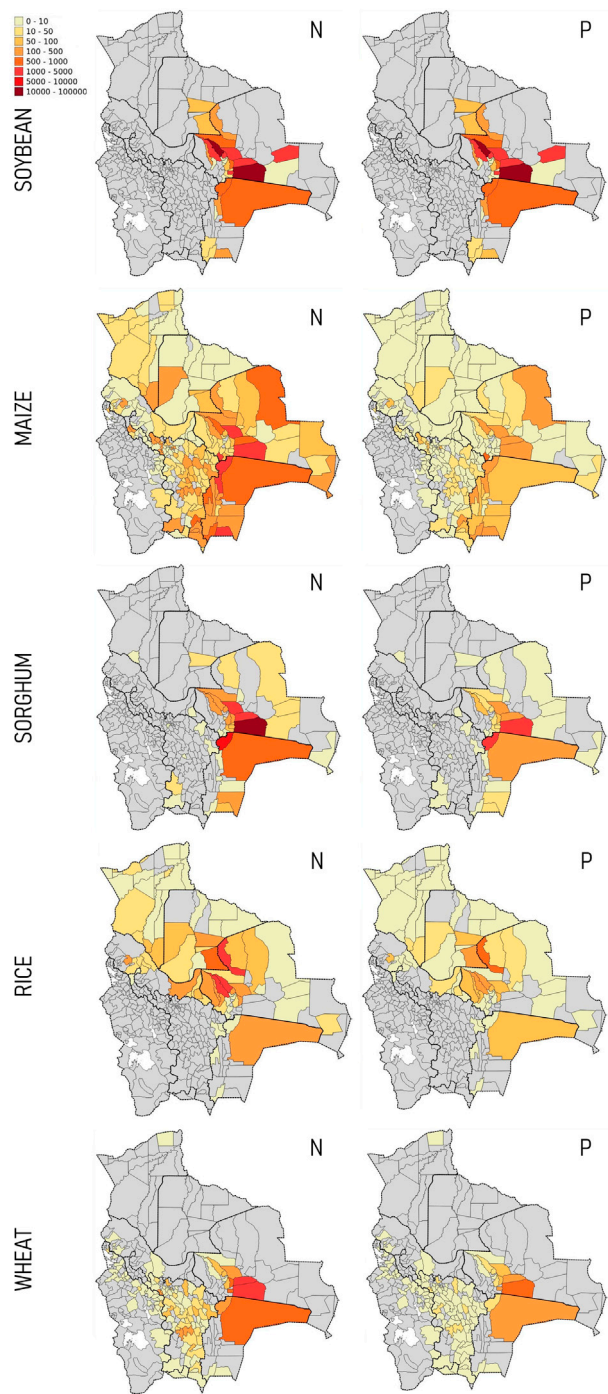 0 - 10
10 - 50
50 - 100
100 - 500
500 - 1000
1000 - 5000
5000 - 10000
10000 - 100000
N
P
SOYBEAN
N
P
MAIZE
N
P
SORGHUM
N
P
RICE
N
P
WHEAT